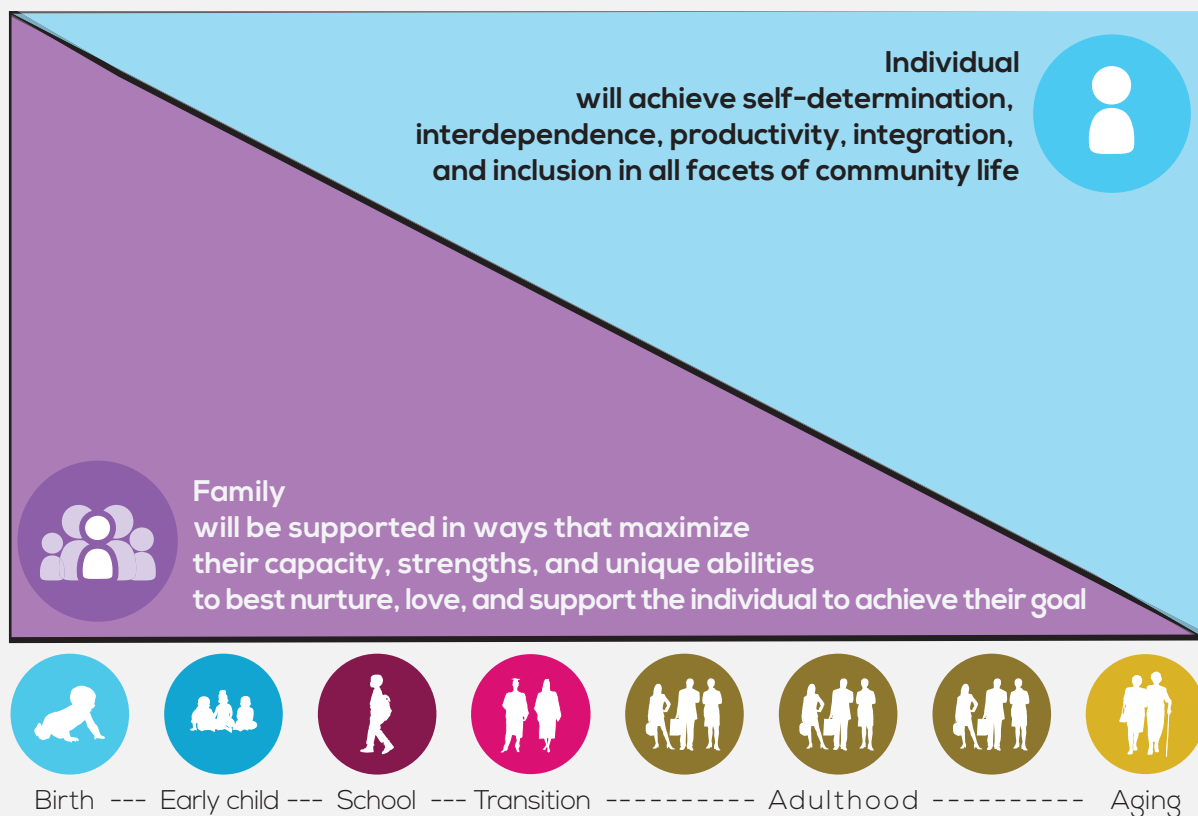 Individual
will achieve self-determination,
interdependence, productivity, integration,
and inclusion in all facets of community life
Family
will be supported in ways that maximize
their capacity, strengths, and unique abilities
to best nurture, love, and support the individual to achieve their goal
Birth --- Early child --- School --- Transition ---------- Adulthood ---------- Aging